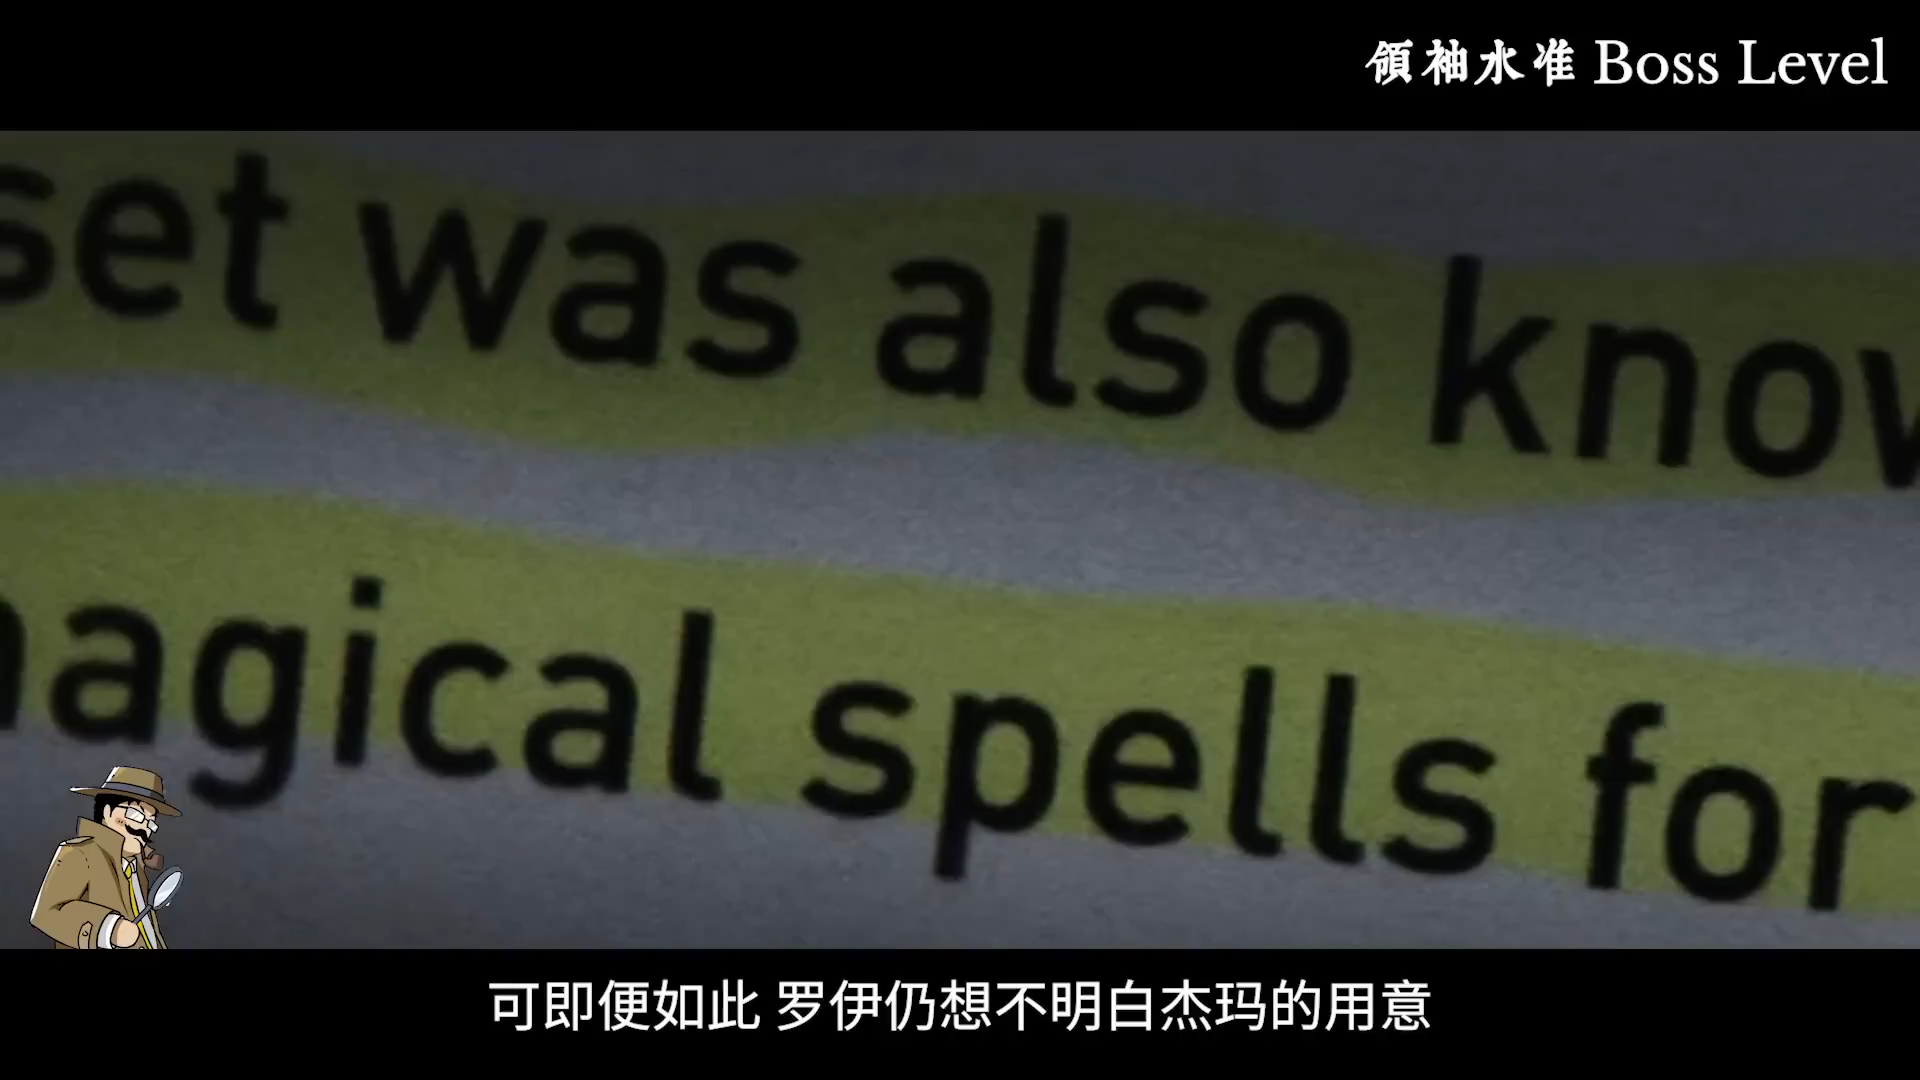 領袖水准 Boss Level
set was also know
magical spells for
可即便如此 罗伊仍想不明白杰玛的用意